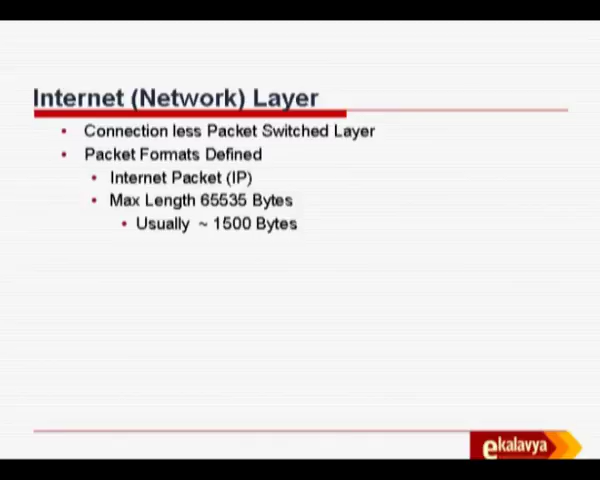 Internet (Network) Layer
• Connection less Packet Switched Layer
• Packet Formats Defined
• Internet Packet (IP)
• Max Length 65535 Bytes
• Usually ~ 1500 Bytes
ekalavya